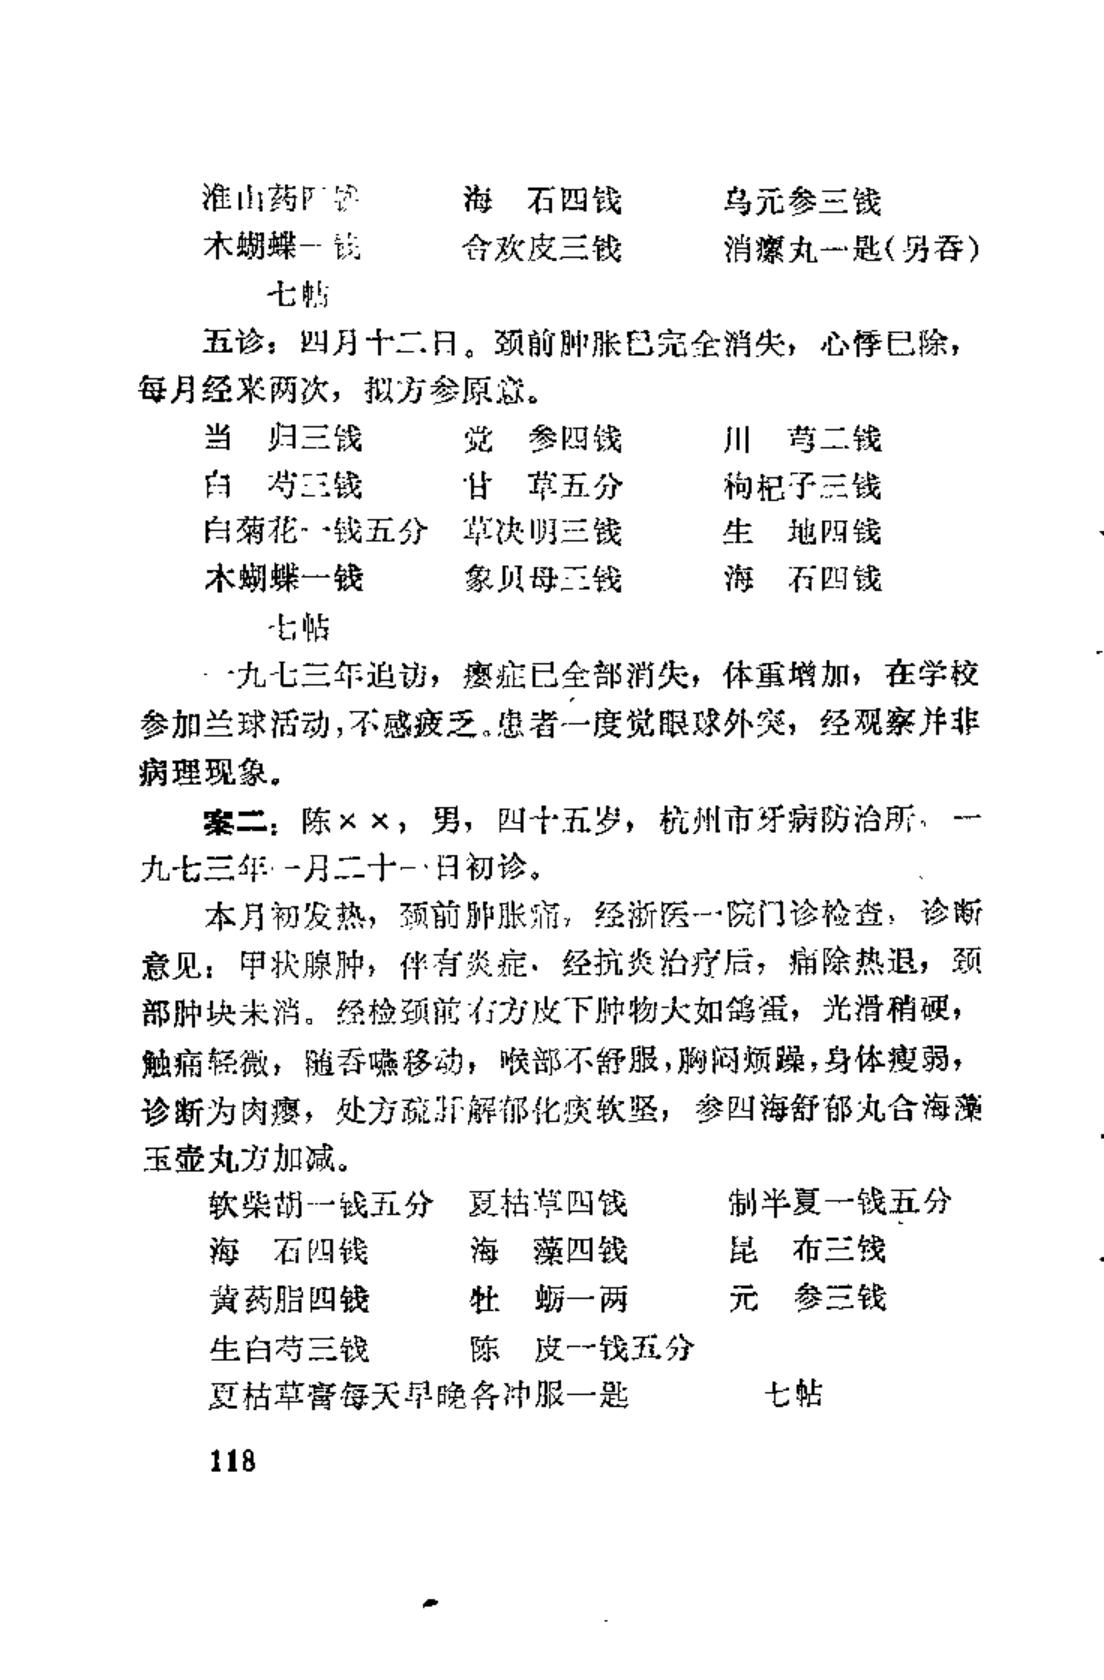 淮山药四钱　海　石四钱　乌元参三钱
木蝴蝶一钱　合欢皮三钱　消瘰丸一匙(另吞)
七帖
五诊：四月十二日。颈前肿胀已完全消失，心悸已除，
每月经来两次，拟方参原意。
当　归三钱　党　参四钱　川　芎二钱
白　芍三钱　甘　草五分　枸杞子三钱
白菊花一钱五分　草决明三钱　生　地四钱
木蝴蝶一钱　象贝母三钱　海　石四钱
七帖
一九七三年追访，瘿症已全部消失，体重增加，在学校
参加兰球活动，不感疲乏。患者一度觉眼球外突，经观察并非
病理现象。
案二：陈××，男，四十五岁，杭州市牙病防治所。一
九七三年一月二十一日初诊。
本月初发热，颈前肿胀痛，经浙医一院门诊检查，诊断
意见：甲状腺肿，伴有炎症．经抗炎治疗后，痛除热退，颈
部肿块未消。经检颈前右方皮下肿物大如鸽蛋，光滑稍硬，
触痛轻微，随吞嚥移动，喉部不舒服，胸闷烦躁，身体瘦弱，
诊断为肉瘿，处方疏肝解郁化痰软坚，参四海舒郁丸合海藻
玉壶丸方加减。
软柴胡一钱五分　夏枯草四钱　制半夏一钱五分
海　石四钱　海　藻四钱　昆　布三钱
黄药脂四钱　牡　蛎一两　元　参三钱
生白芍三钱　陈　皮一钱五分
夏枯草膏每天早晚各冲服一匙　七帖
118